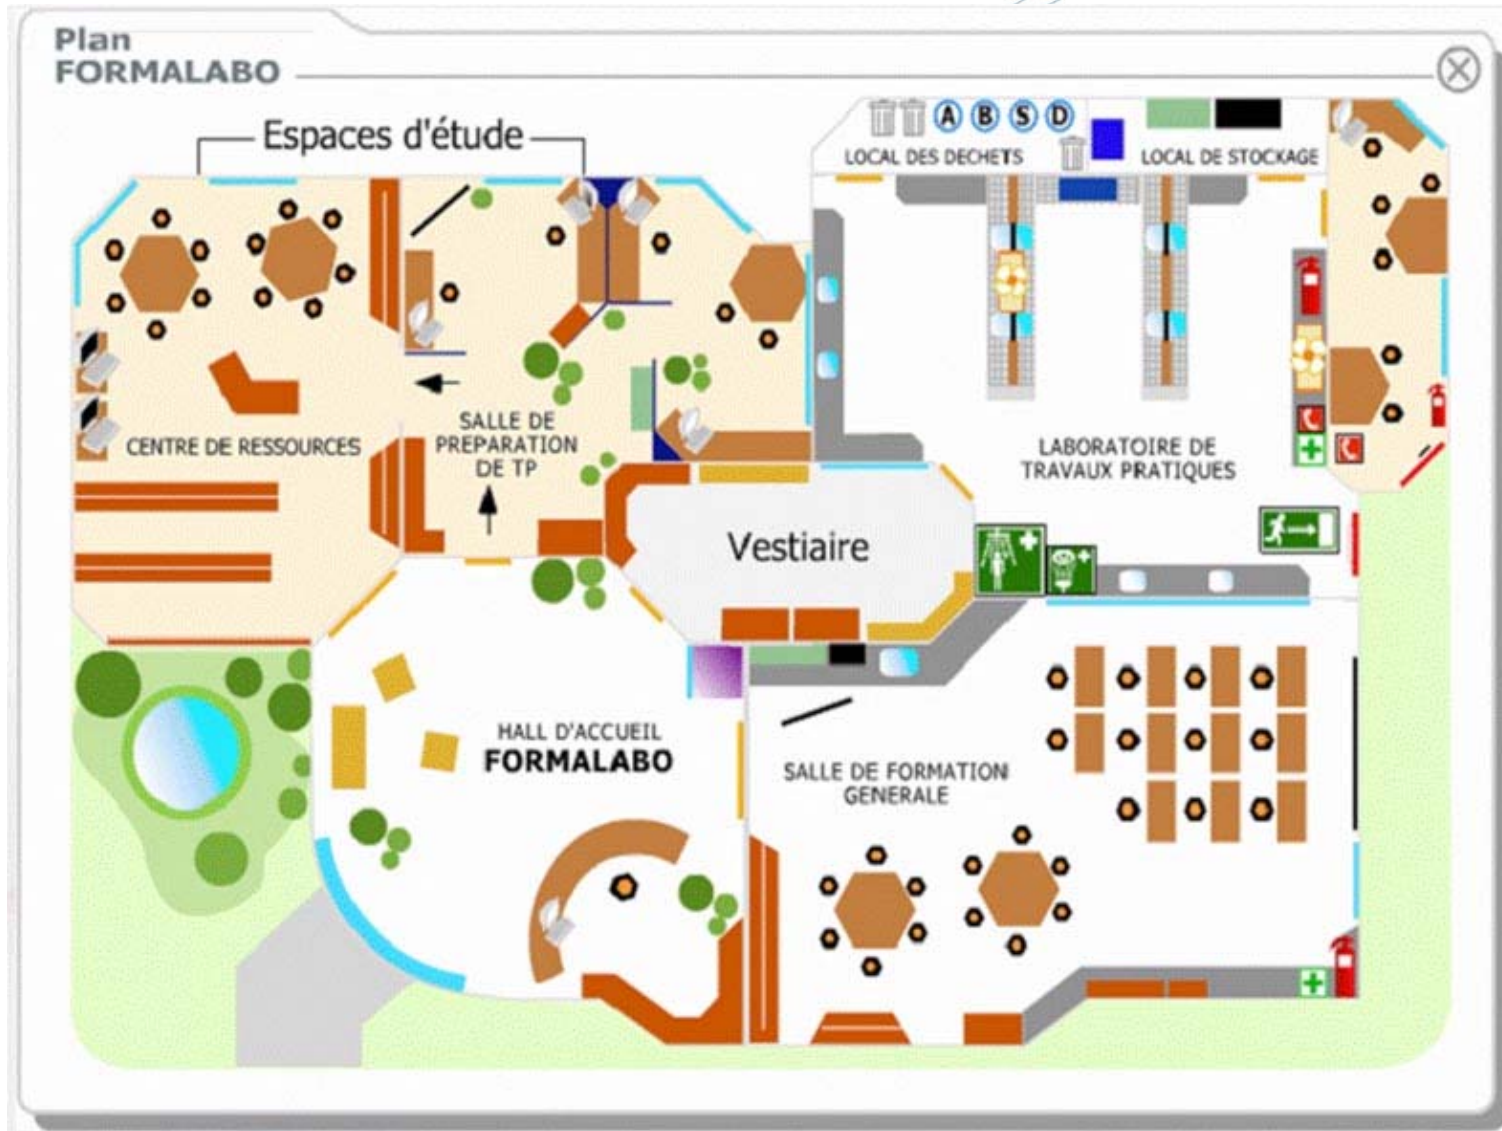 Plan
FORMALABO
Espaces d'étude
A B S D
LOCAL DES DECHETS
LOCAL DE STOCKAGE
CENTRE DE RESSOURCES
SALLE DE
PREPARATION
DE TP
LABORATOIRE DE
TRAVAUX PRATIQUES
Vestiaire
HALL D'ACCUEIL
FORMALABO
SALLE DE FORMATION
GENERALE